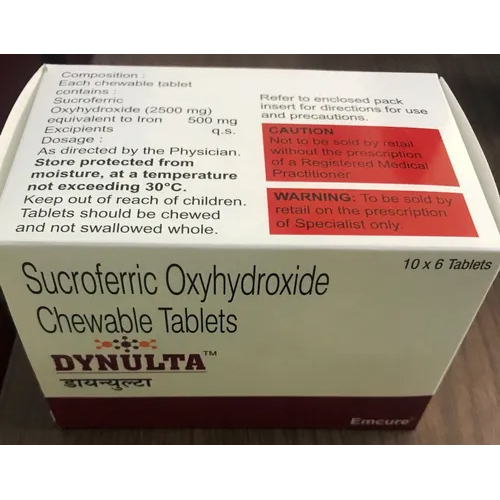 Composition :
Each chewable tablet
contains :
Sucroferric
Oxyhydroxide (2500 mg)
equivalent to Iron 500 mg
Excipients q.s.
Dosage :
As directed by the Physician.
Store protected from
moisture, at a temperature
not exceeding 30°C.
Keep out of reach of children.
Tablets should be chewed
and not swallowed whole.
Refer to enclosed pack
insert for directions for use
and precautions.
CAUTION
Not to be sold by retail
without the prescription
of a Registered Medical
Practitioner
WARNING: To be sold by
retail on the prescription
of Specialist only.
10 x 6 Tablets
Sucroferric Oxyhydroxide
Chewable Tablets
DYNULTA™
डायन्युल्टा
Emcure®